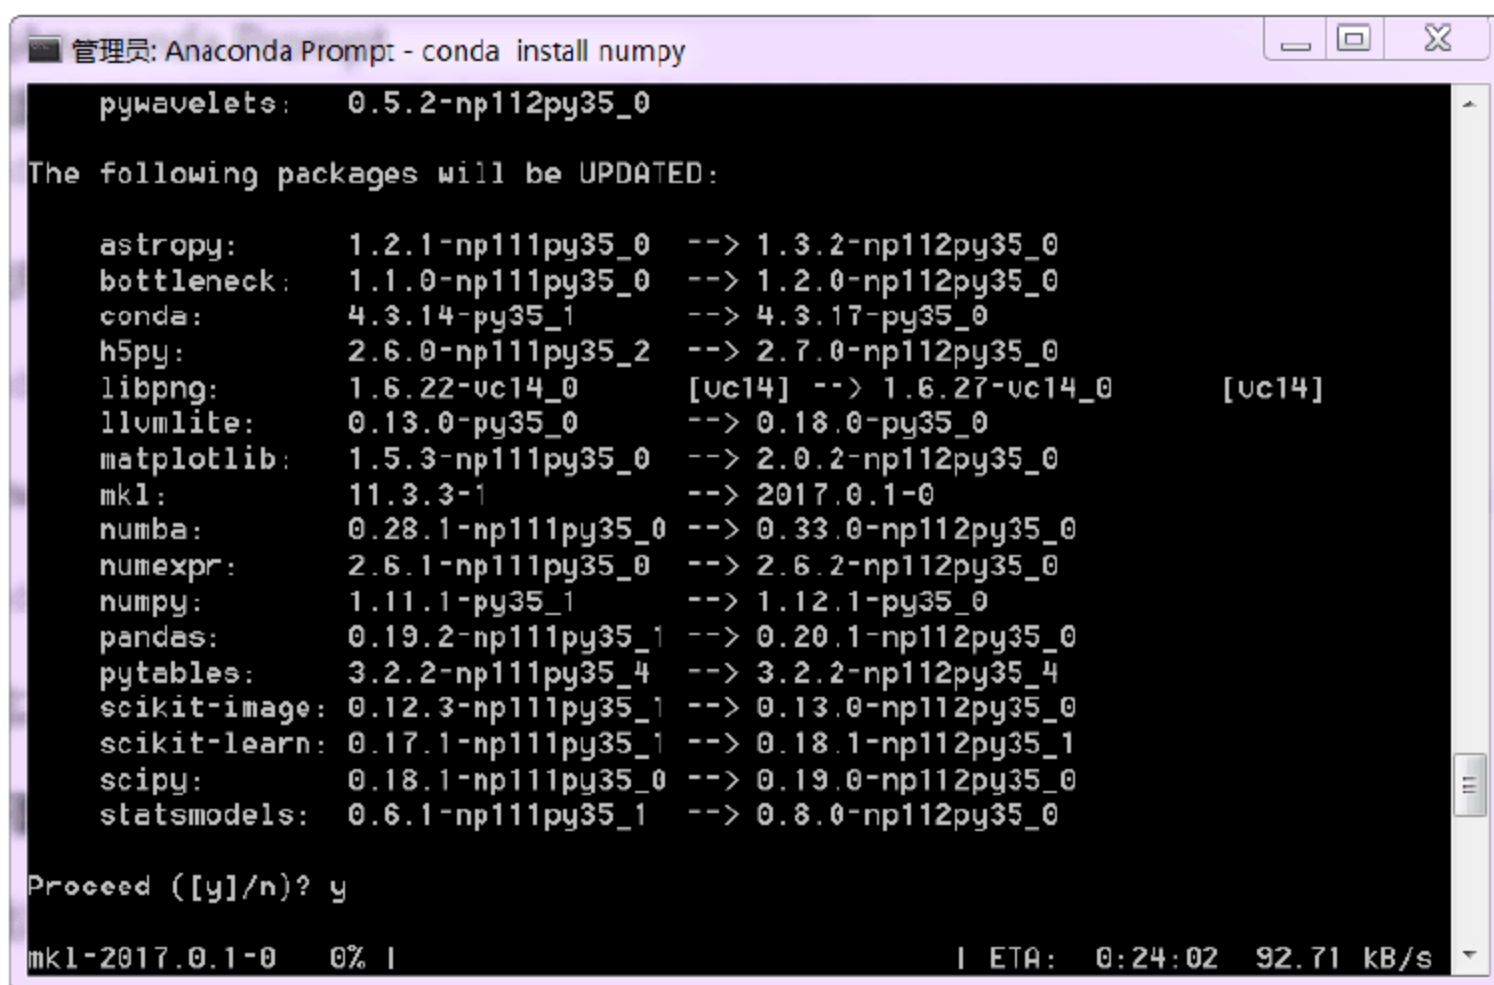 管理员: Anaconda Prompt - conda  install numpy
    pywavelets:   0.5.2-np112py35_0
The following packages will be UPDATED:
    astropy:      1.2.1-np111py35_0  --> 1.3.2-np112py35_0
    bottleneck:   1.1.0-np111py35_0  --> 1.2.0-np112py35_0
    conda:        4.3.14-py35_1      --> 4.3.17-py35_0
    h5py:         2.6.0-np111py35_2  --> 2.7.0-np112py35_0
    libpng:       1.6.22-vc14_0      [vc14] --> 1.6.27-vc14_0      [vc14]
    llvmlite:     0.13.0-py35_0      --> 0.18.0-py35_0
    matplotlib:   1.5.3-np111py35_0  --> 2.0.2-np112py35_0
    mkl:          11.3.3-1           --> 2017.0.1-0
    numba:        0.28.1-np111py35_0 --> 0.33.0-np112py35_0
    numexpr:      2.6.1-np111py35_0  --> 2.6.2-np112py35_0
    numpy:        1.11.1-py35_1      --> 1.12.1-py35_0
    pandas:       0.19.2-np111py35_1 --> 0.20.1-np112py35_0
    pytables:     3.2.2-np111py35_4  --> 3.2.2-np112py35_4
    scikit-image: 0.12.3-np111py35_1 --> 0.13.0-np112py35_0
    scikit-learn: 0.17.1-np111py35_1 --> 0.18.1-np112py35_1
    scipy:        0.18.1-np111py35_0 --> 0.19.0-np112py35_0
    statsmodels:  0.6.1-np111py35_1  --> 0.8.0-np112py35_0
Proceed ([y]/n)? y
mkl-2017.0.1-0   0% |                               | ETA:  0:24:02  92.71 kB/s